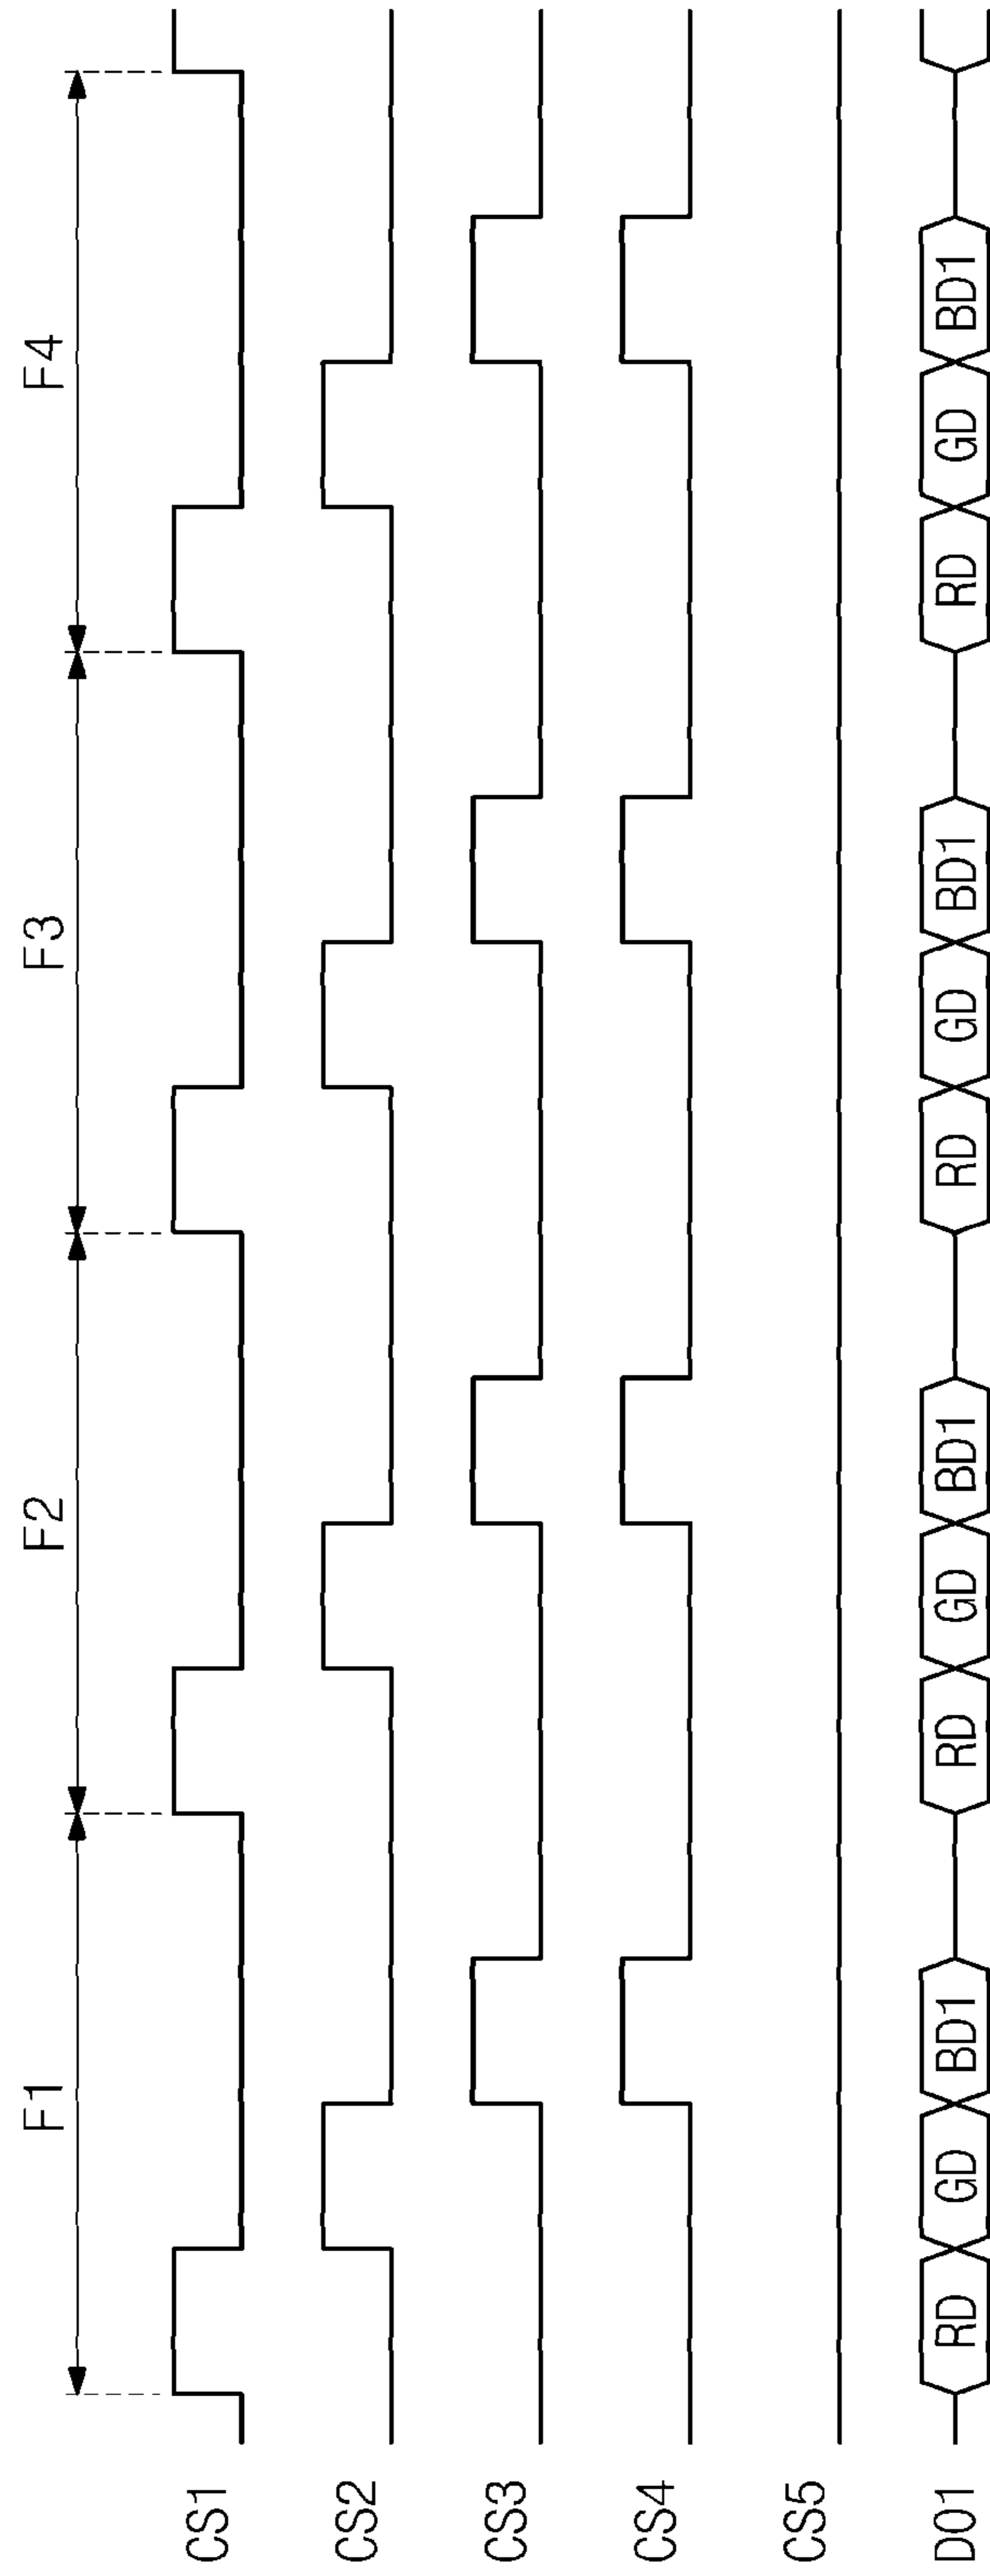 F1 F2 F3 F4
CS1
CS2
CS3
CS4
CS5
DO1 RD GD BD1 RD GD BD1 RD GD BD1 RD GD BD1